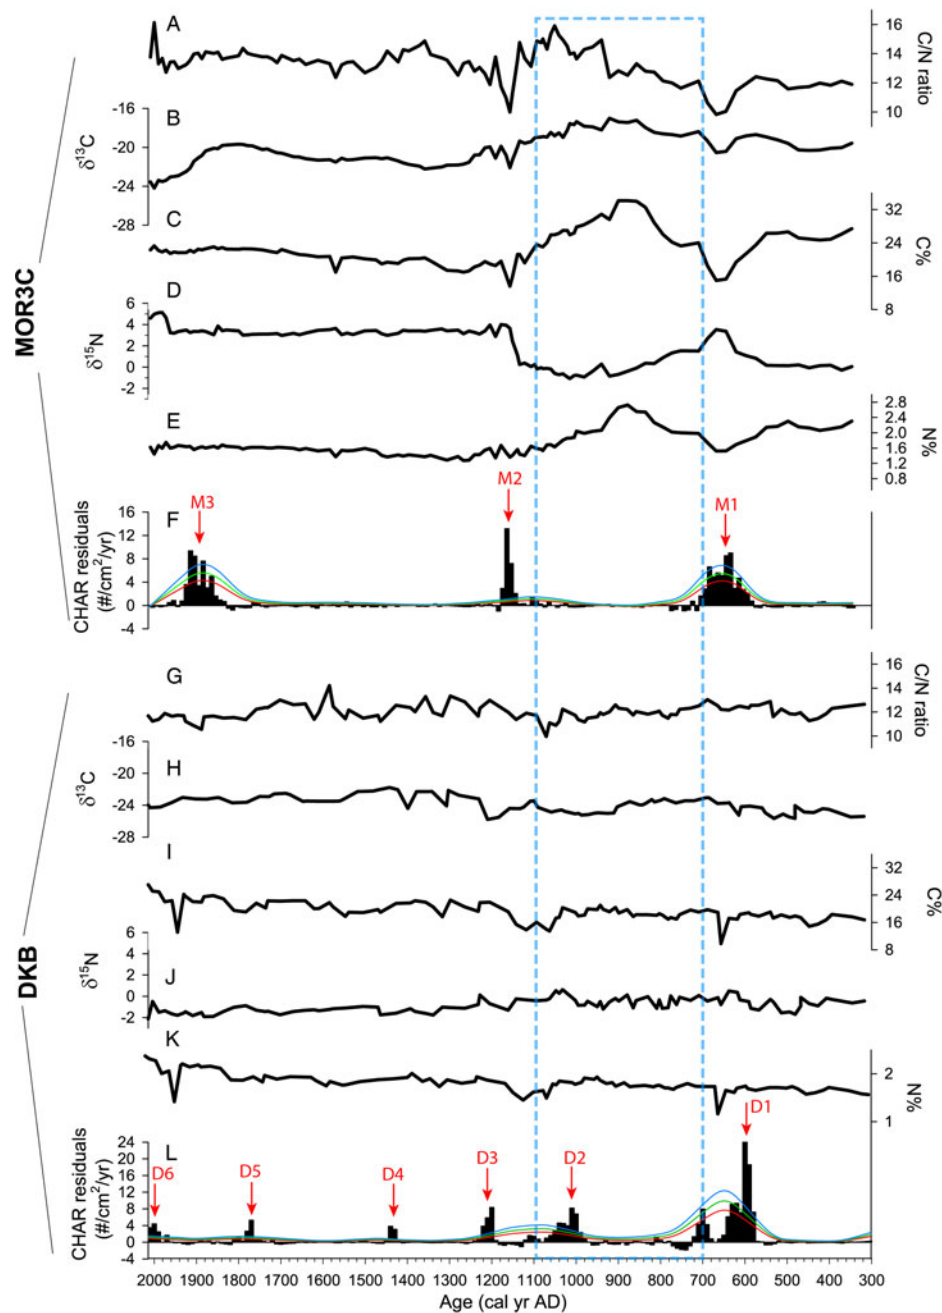 MOR3C
A
16
14
12
10
C/N ratio
B
-16
-20
-24
-28
δ13C
C
32
24
16
8
C%
D
6
4
2
0
-2
δ15N
E
2.8
2.4
2.0
1.6
1.2
0.8
N%
F
M3
M2
M1
16
12
8
4
0
-4
CHAR residuals
(#/cm2/yr)
DKB
G
16
14
12
10
C/N ratio
H
-16
-20
-24
-28
δ13C
I
32
24
16
8
C%
J
6
4
2
0
-2
δ15N
K
2
1
N%
L
D6
D5
D4
D3
D2
D1
24
20
16
12
8
4
0
-4
CHAR residuals
(#/cm2/yr)
2000 1900 1800 1700 1600 1500 1400 1300 1200 1100 1000 900 800 700 600 500 400 300
Age (cal yr AD)